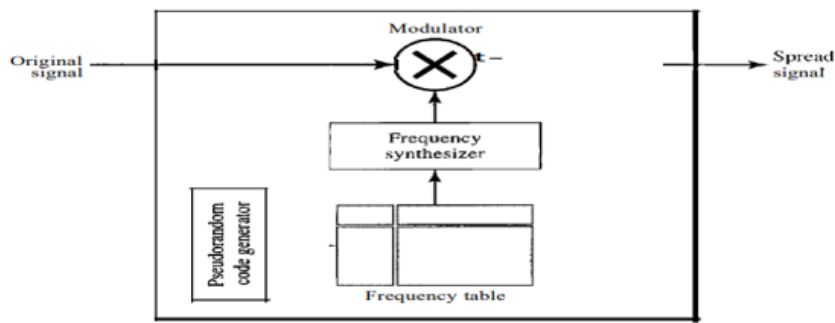 Modulator
Original
signal
t –
Spread
signal
Frequency
synthesizer
Pseudorandom
code generator
Frequency table